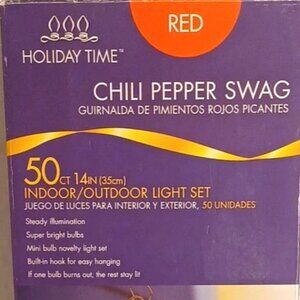 RED
HOLIDAY TIME™
CHILI PEPPER SWAG
GUIRNALDA DE PIMIENTOS ROJOS PICANTES
50CT 14IN (35cm)
INDOOR/OUTDOOR LIGHT SET
JUEGO DE LUCES PARA INTERIOR Y EXTERIOR, 50 UNIDADES
Steady illumination
Super bright bulbs
Mini bulb novelty light set
Built-in hook for easy hanging
If one bulb burns out, the rest stay lit